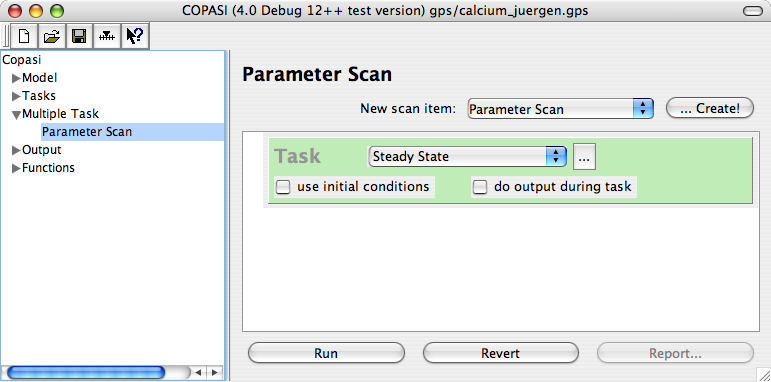 COPASI (4.0 Debug 12++ test version) gps/calcium_juergen.gps
Copasi
Model
Tasks
Multiple Task
Parameter Scan
Output
Functions
Parameter Scan
New scan item: Parameter Scan ... Create!
Task Steady State ...
use initial conditions do output during task
Run Revert Report...